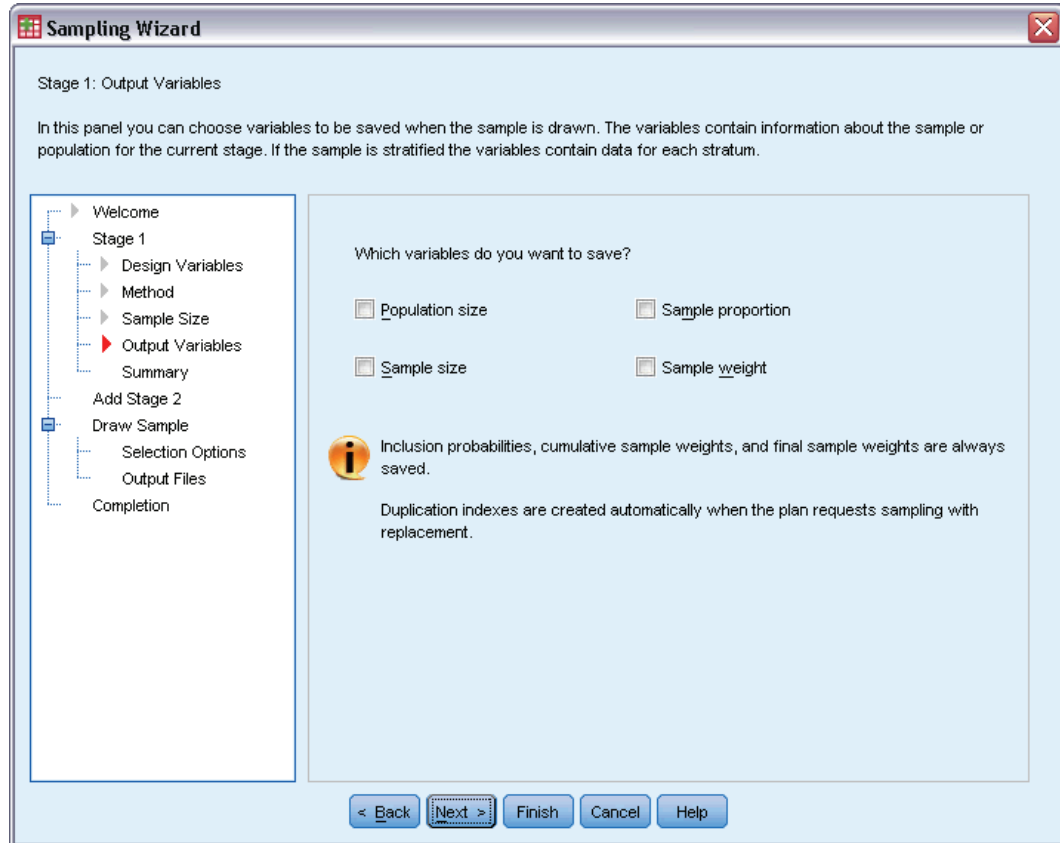 Sampling Wizard
Stage 1: Output Variables
In this panel you can choose variables to be saved when the sample is drawn. The variables contain information about the sample or
population for the current stage. If the sample is stratified the variables contain data for each stratum.
Welcome
Stage 1
Design Variables
Method
Sample Size
Output Variables
Summary
Add Stage 2
Draw Sample
Selection Options
Output Files
Completion
Which variables do you want to save?
Population size
Sample proportion
Sample size
Sample weight
Inclusion probabilities, cumulative sample weights, and final sample weights are always
saved.
Duplication indexes are created automatically when the plan requests sampling with
replacement.
< Back
Next >
Finish
Cancel
Help